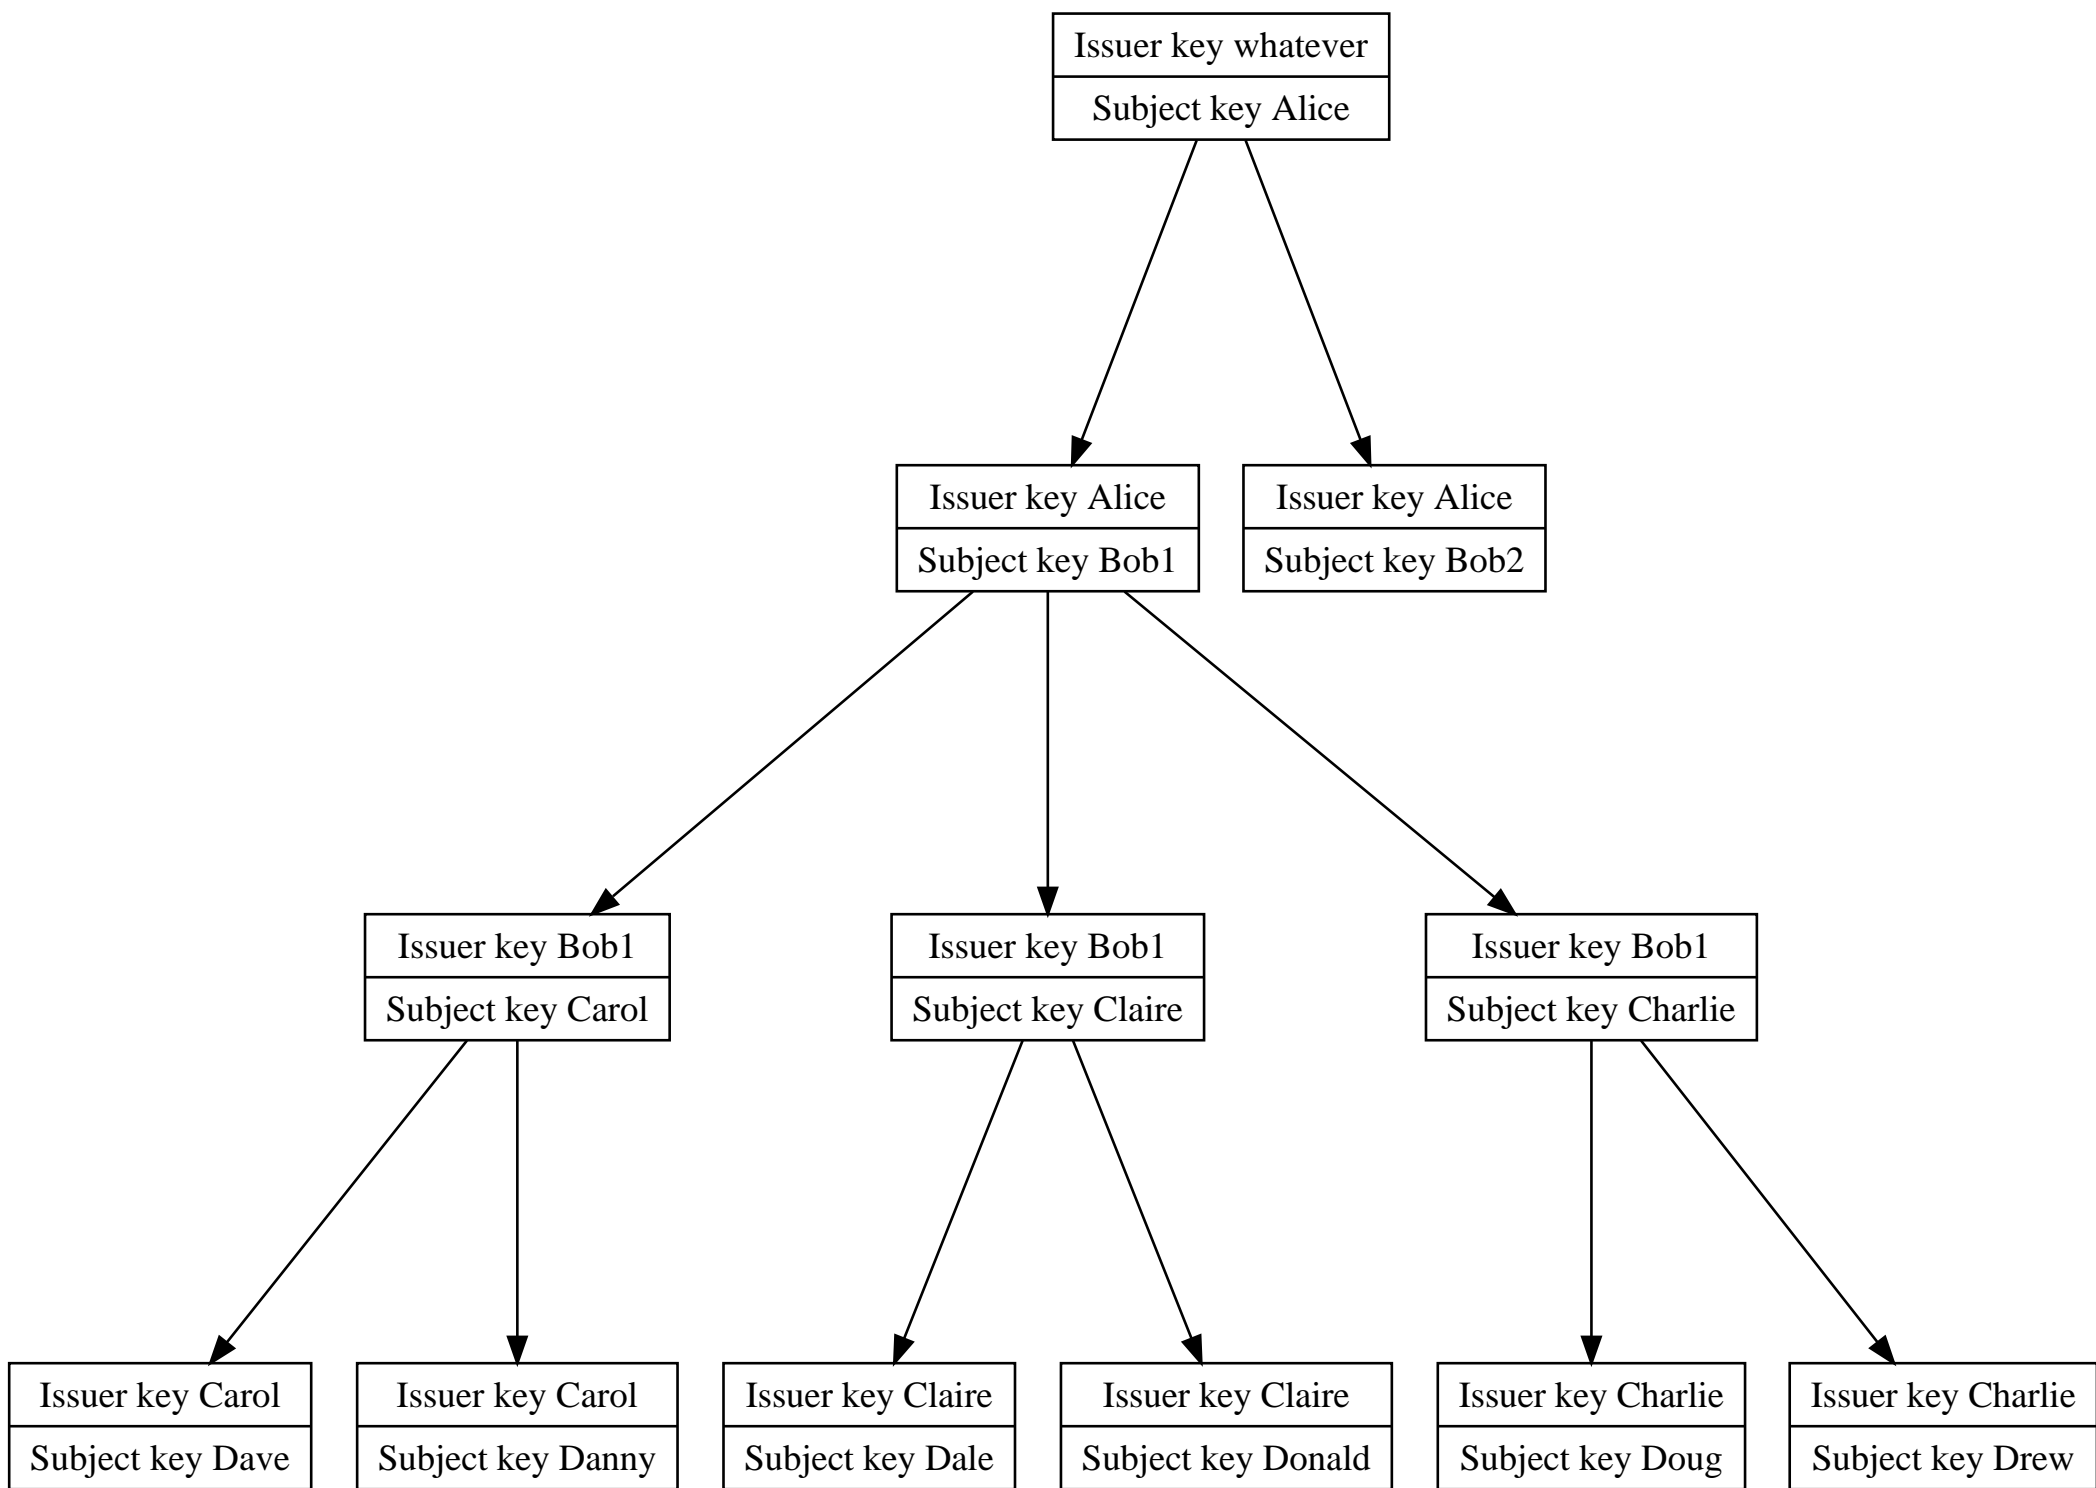 Issuer key whatever
Subject key Alice
Issuer key Alice
Subject key Bob1
Issuer key Alice
Subject key Bob2
Issuer key Bob1
Subject key Carol
Issuer key Bob1
Subject key Claire
Issuer key Bob1
Subject key Charlie
Issuer key Carol
Subject key Dave
Issuer key Carol
Subject key Danny
Issuer key Claire
Subject key Dale
Issuer key Claire
Subject key Donald
Issuer key Charlie
Subject key Doug
Issuer key Charlie
Subject key Drew